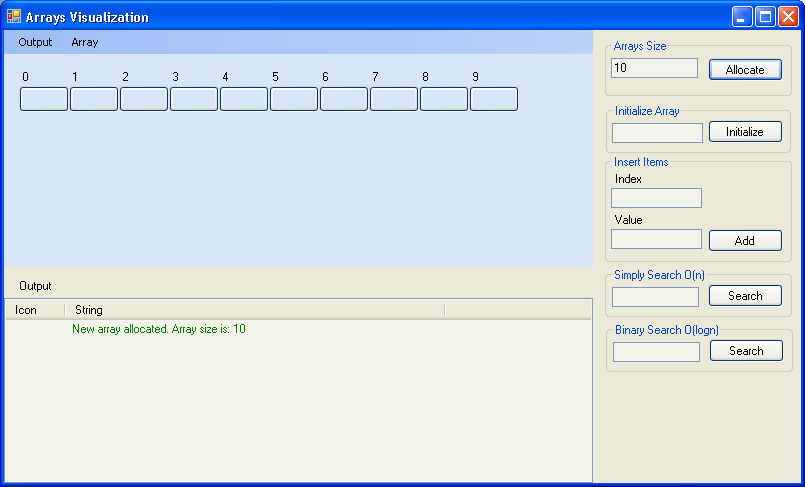 Arrays Visualization
Output Array
0 1 2 3 4 5 6 7 8 9
Output
Icon String
New array allocated. Array size is: 10
Arrays Size
10 Allocate
Initialize Array
Initialize
Insert Items
Index
Value
Add
Simply Search O(n)
Search
Binary Search O(logn)
Search